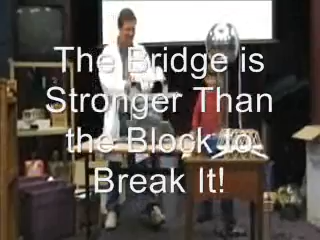 The Bridge is
Stronger Than
the Block to
Break It!